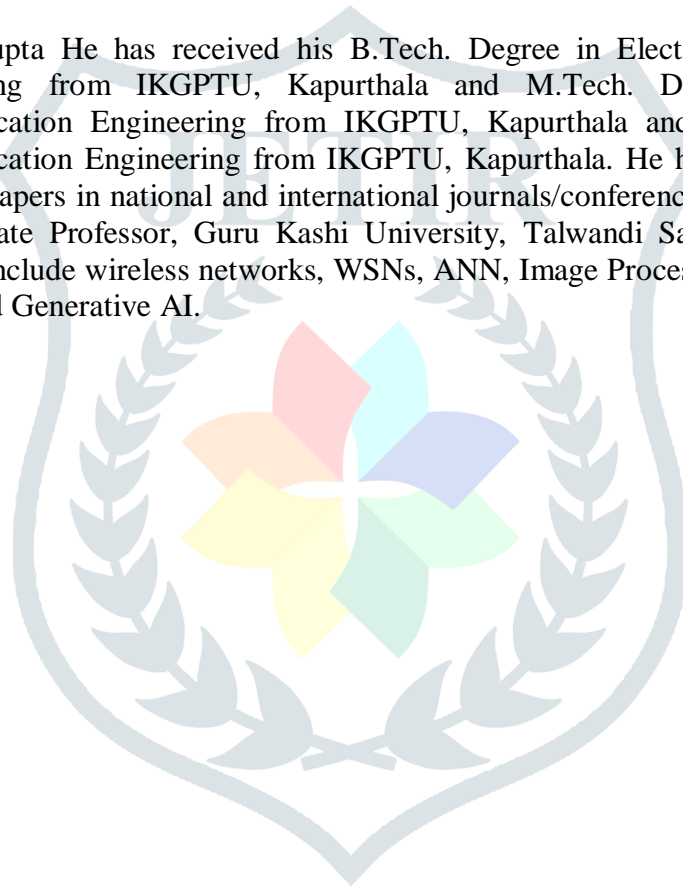 upta He has received his B.Tech. Degree in Elect
ng from IKGPTU, Kapurthala and M.Tech. D
cation Engineering from IKGPTU, Kapurthala and
cation Engineering from IKGPTU, Kapurthala. He h
apers in national and international journals/conferenc
ate Professor, Guru Kashi University, Talwandi Sa
nclude wireless networks, WSNs, ANN, Image Proces
d Generative AI.
JETIR